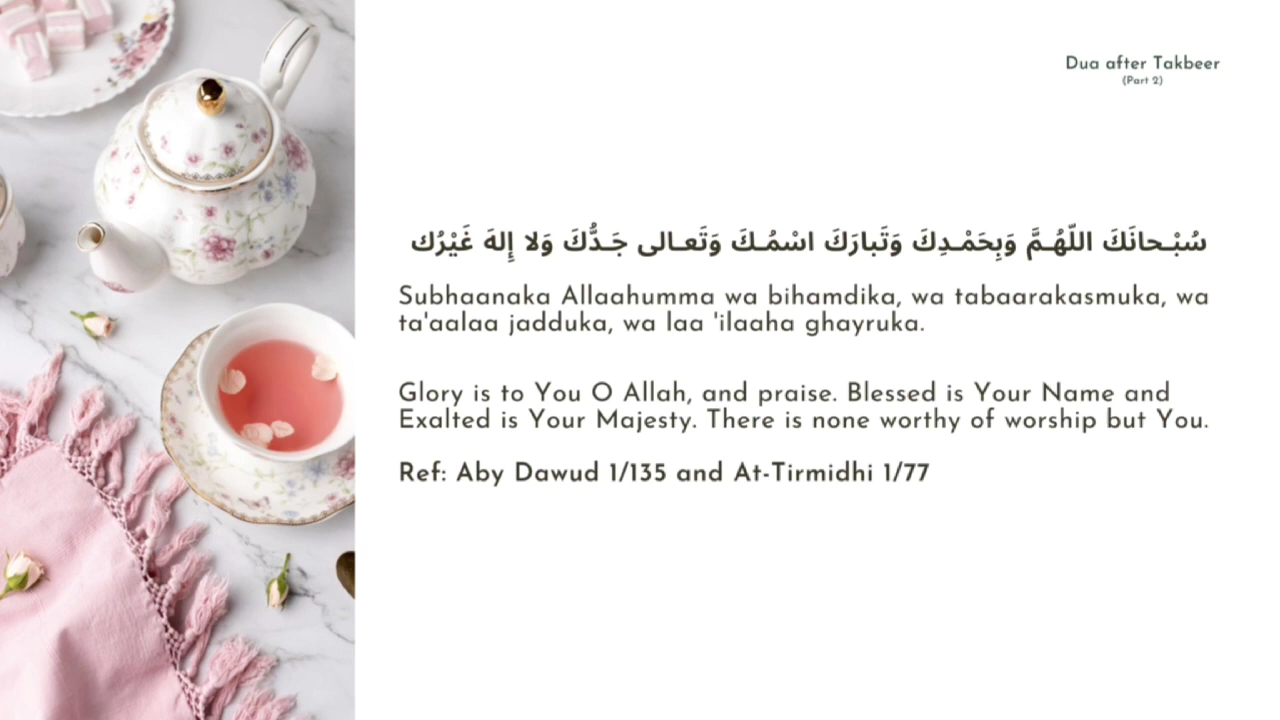 Dua after Takbeer
(Part 2)
سُبْـحانَكَ اللّهُـمَّ وَبِحَمْـدِكَ وَتَبارَكَ اسْمُـكَ وَتَعـالى جَـدُّكَ وَلا إِلهَ غَيْرُك
Subhaanaka Allaahumma wa bihamdika, wa tabaarakasmuka, wa
ta'aalaa jadduka, wa laa 'ilaaha ghayruka.
Glory is to You O Allah, and praise. Blessed is Your Name and
Exalted is Your Majesty. There is none worthy of worship but You.
Ref: Aby Dawud 1/135 and At-Tirmidhi 1/77